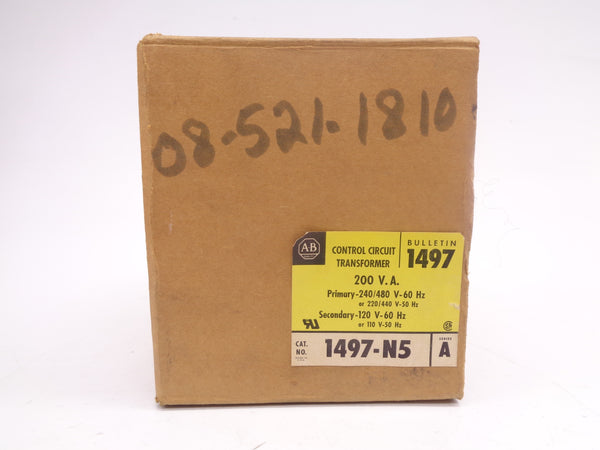 08-521-1810
A-B
CONTROL CIRCUIT
TRANSFORMER
BULLETIN
1497
200 V.A.
Primary-240/480 V-60 Hz
or 220/440 V-50 Hz
Secondary-120 V-60 Hz
or 110 V-50 Hz
CAT.
NO.
1497-N5
SERIES
A